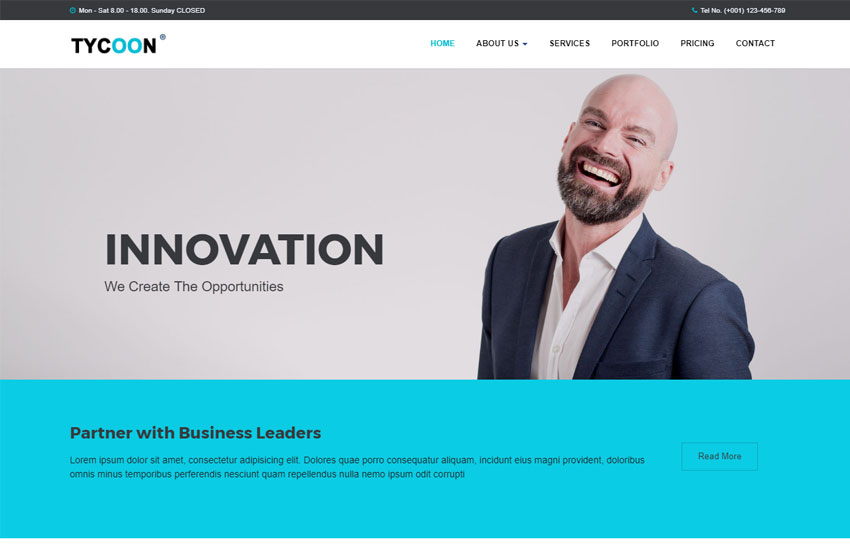 Mon - Sat 8.00 - 18.00. Sunday CLOSED
Tel No. (+001) 123-456-789
TYCOON®
HOME ABOUT US SERVICES PORTFOLIO PRICING CONTACT
INNOVATION
We Create The Opportunities
Partner with Business Leaders
Lorem ipsum dolor sit amet, consectetur adipisicing elit. Dolores quae porro consequatur aliquam, incidunt eius magni provident, doloribus
omnis minus temporibus perferendis nesciunt quam repellendus nulla nemo ipsum odit corrupti
Read More